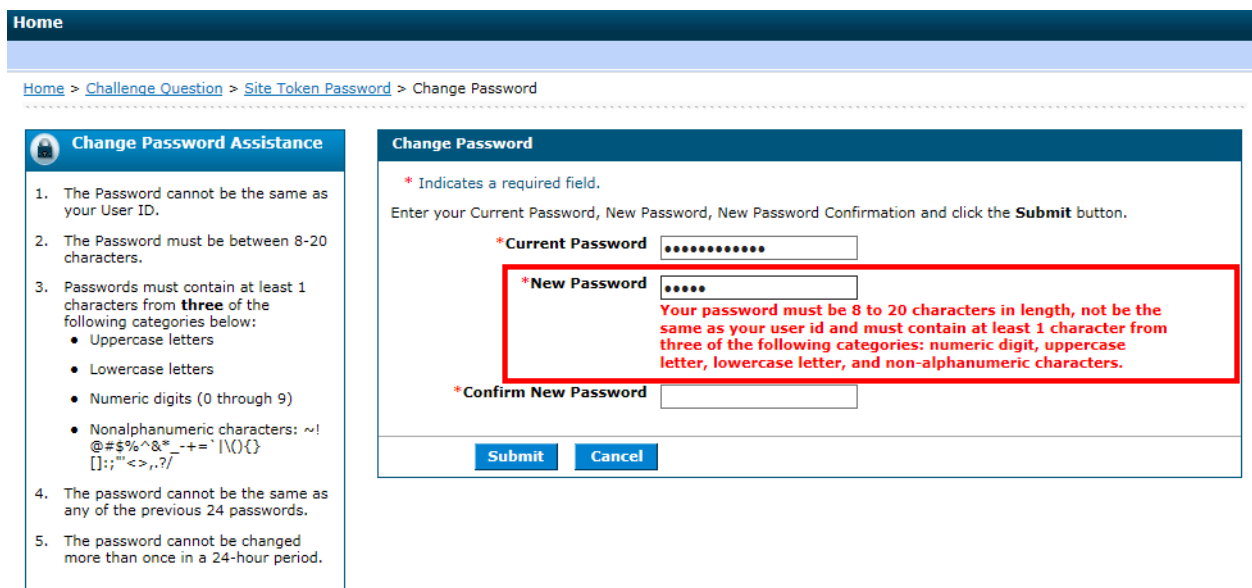 Home
Home > Challenge Question > Site Token Password > Change Password
Change Password Assistance
1. The Password cannot be the same as
your User ID.
2. The Password must be between 8-20
characters.
3. Passwords must contain at least 1
characters from three of the
following categories below:
• Uppercase letters
• Lowercase letters
• Numeric digits (0 through 9)
• Nonalphanumeric characters: ~!
@#$%^&*_-+=`|\(){}
[]:;"'<>,.?/
4. The password cannot be the same as
any of the previous 24 passwords.
5. The password cannot be changed
more than once in a 24-hour period.
Change Password
* Indicates a required field.
Enter your Current Password, New Password, New Password Confirmation and click the Submit button.
*Current Password ••••••••••••
*New Password •••••
Your password must be 8 to 20 characters in length, not be the
same as your user id and must contain at least 1 character from
three of the following categories: numeric digit, uppercase
letter, lowercase letter, and non-alphanumeric characters.
*Confirm New Password
Submit Cancel